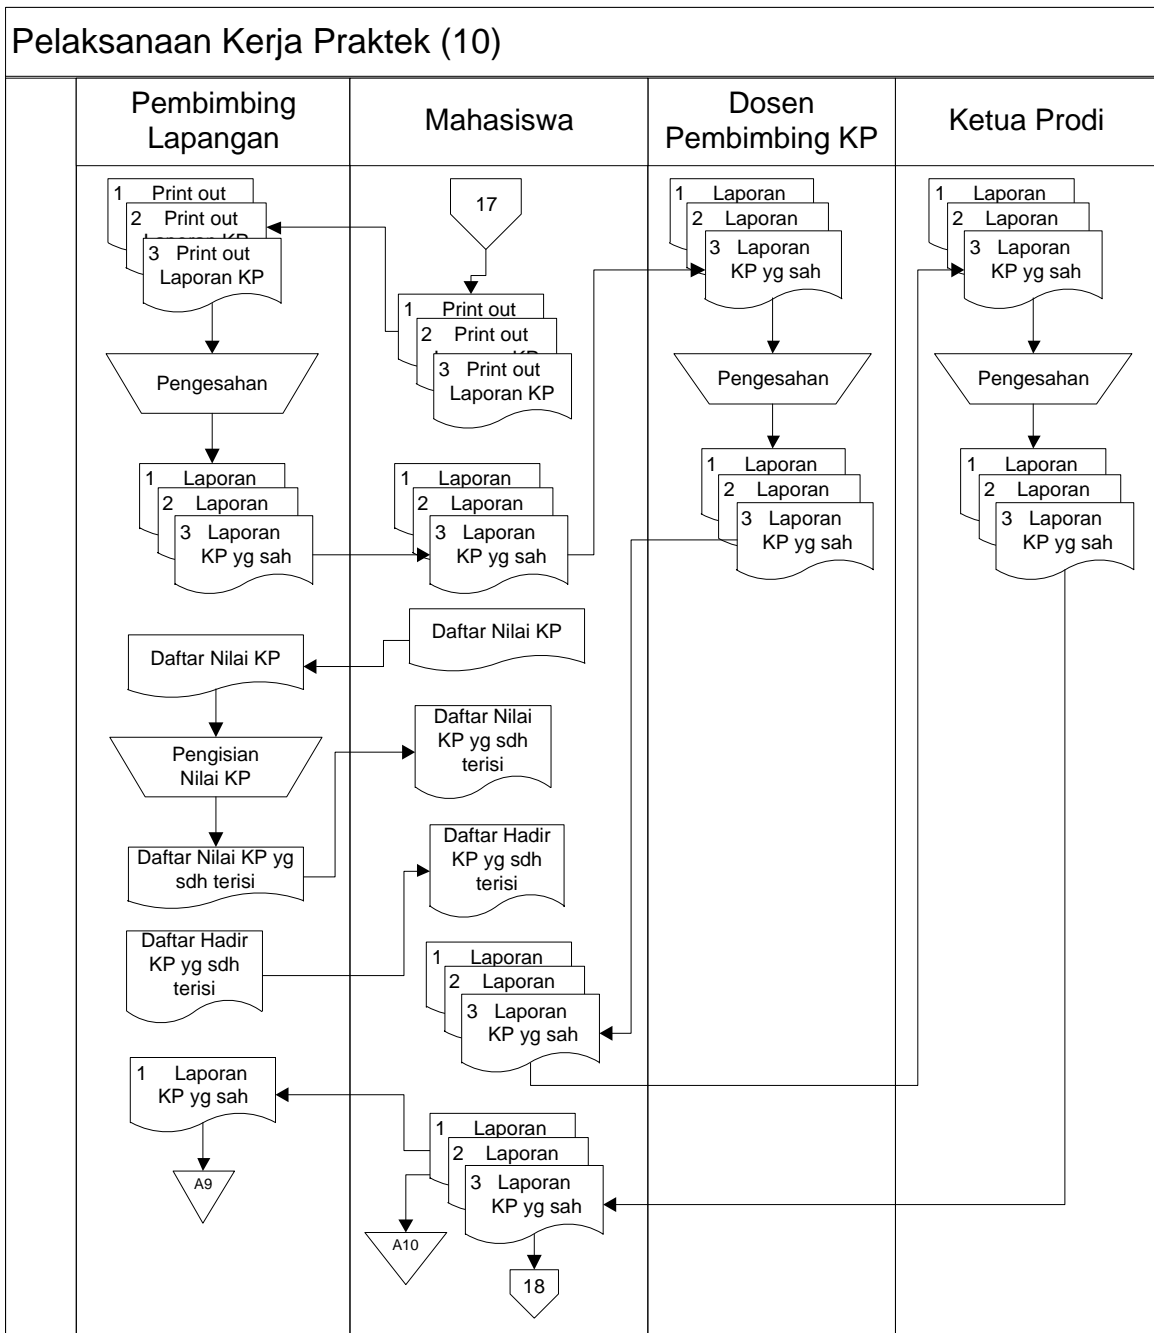 Pelaksanaan Kerja Praktek (10)
Pembimbing
Lapangan
Mahasiswa
Dosen
Pembimbing KP
Ketua Prodi
1 Print out
2 Print out
Laporan KP
3 Print out
Laporan KP
Pengesahan
1 Laporan
2 Laporan
3 Laporan
KP yg sah
Daftar Nilai KP
Pengisian
Nilai KP
Daftar Nilai KP yg
sdh terisi
Daftar Hadir
KP yg sdh
terisi
1 Laporan
KP yg sah
A9
17
1 Print out
2 Print out
Laporan KP
3 Print out
Laporan KP
1 Laporan
2 Laporan
3 Laporan
KP yg sah
Daftar Nilai KP
Daftar Nilai
KP yg sdh
terisi
Daftar Hadir
KP yg sdh
terisi
1 Laporan
2 Laporan
3 Laporan
KP yg sah
1 Laporan
2 Laporan
3 Laporan
KP yg sah
A10
18
1 Laporan
2 Laporan
3 Laporan
KP yg sah
Pengesahan
1 Laporan
2 Laporan
3 Laporan
KP yg sah
1 Laporan
2 Laporan
3 Laporan
KP yg sah
Pengesahan
1 Laporan
2 Laporan
3 Laporan
KP yg sah